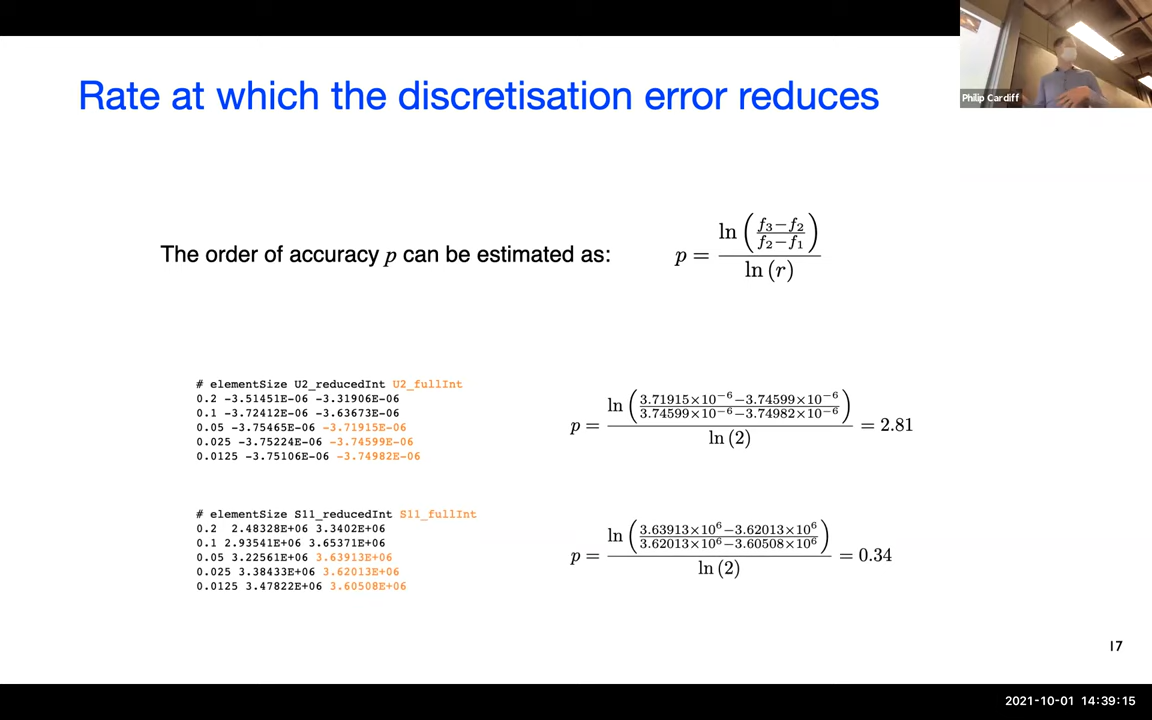 Philip Cardiff
Rate at which the discretisation error reduces
The order of accuracy p can be estimated as:
p = ln ( (f₃−f₂) / (f₂−f₁) ) / ln (r)
# elementSize U2_reducedInt U2_fullInt
0.2 -3.51451E-06 -3.31906E-06
0.1 -3.72412E-06 -3.63673E-06
0.05 -3.75465E-06 -3.71915E-06
0.025 -3.75224E-06 -3.74599E-06
0.0125 -3.75106E-06 -3.74982E-06
p = ln ( (3.71915×10⁻⁶−3.74599×10⁻⁶) / (3.74599×10⁻⁶−3.74982×10⁻⁶) ) / ln (2) = 2.81
# elementSize S11_reducedInt S11_fullInt
0.2 2.48328E+06 3.3402E+06
0.1 2.93541E+06 3.65371E+06
0.05 3.22561E+06 3.63913E+06
0.025 3.38433E+06 3.62013E+06
0.0125 3.47822E+06 3.60508E+06
p = ln ( (3.63913×10⁶−3.62013×10⁶) / (3.62013×10⁶−3.60508×10⁶) ) / ln (2) = 0.34
17
2021-10-01 14:39:15